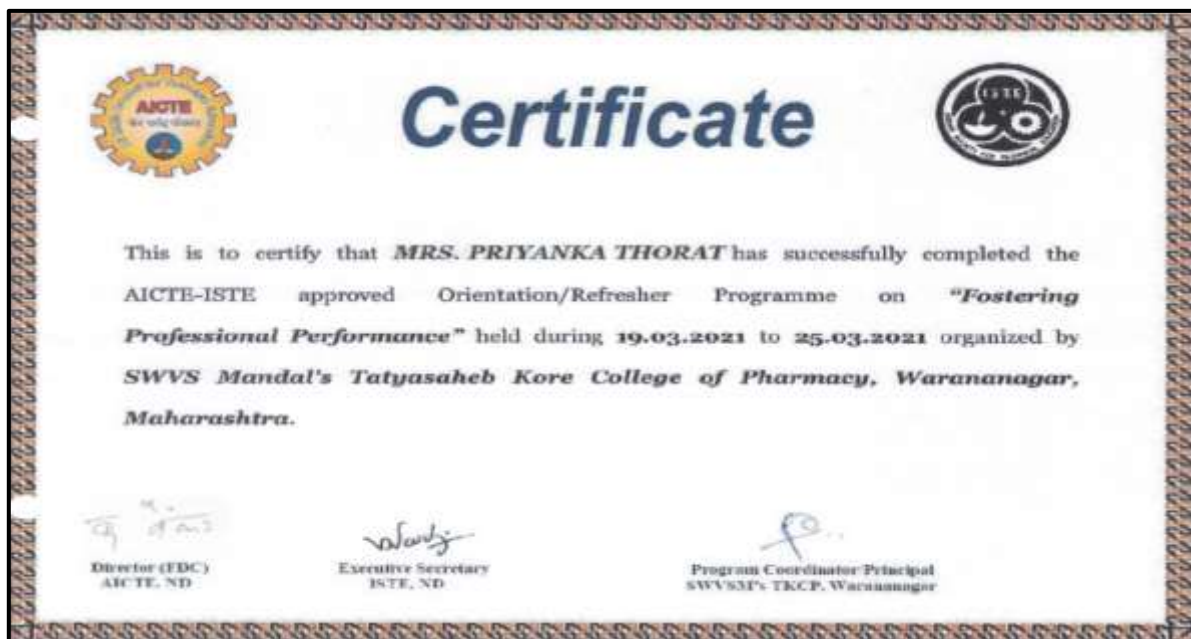 AICTE
Certificate
ISTE
This is to certify that MRS. PRIYANKA THORAT has successfully completed the
AICTE-ISTE approved Orientation/Refresher Programme on "Fostering
Professional Performance" held during 19.03.2021 to 25.03.2021 organized by
SWVS Mandal's Tatyasaheb Kore College of Pharmacy, Warananagar,
Maharashtra.
Director (FDC)
AICTE, ND
Executive Secretary
ISTE, ND
Program Coordinator/Principal
SWVSM's TKCP, Warananagar